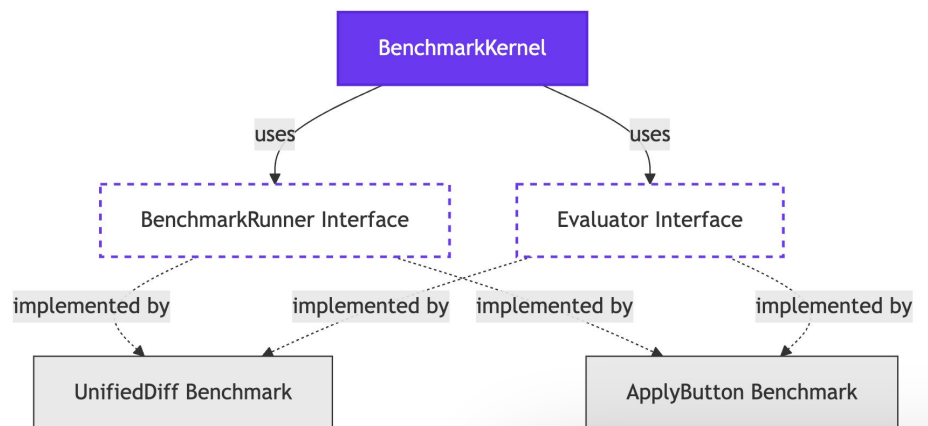 BenchmarkKernel
uses
uses
BenchmarkRunner Interface
Evaluator Interface
implemented by
implemented by
implemented by
implemented by
UnifiedDiff Benchmark
ApplyButton Benchmark